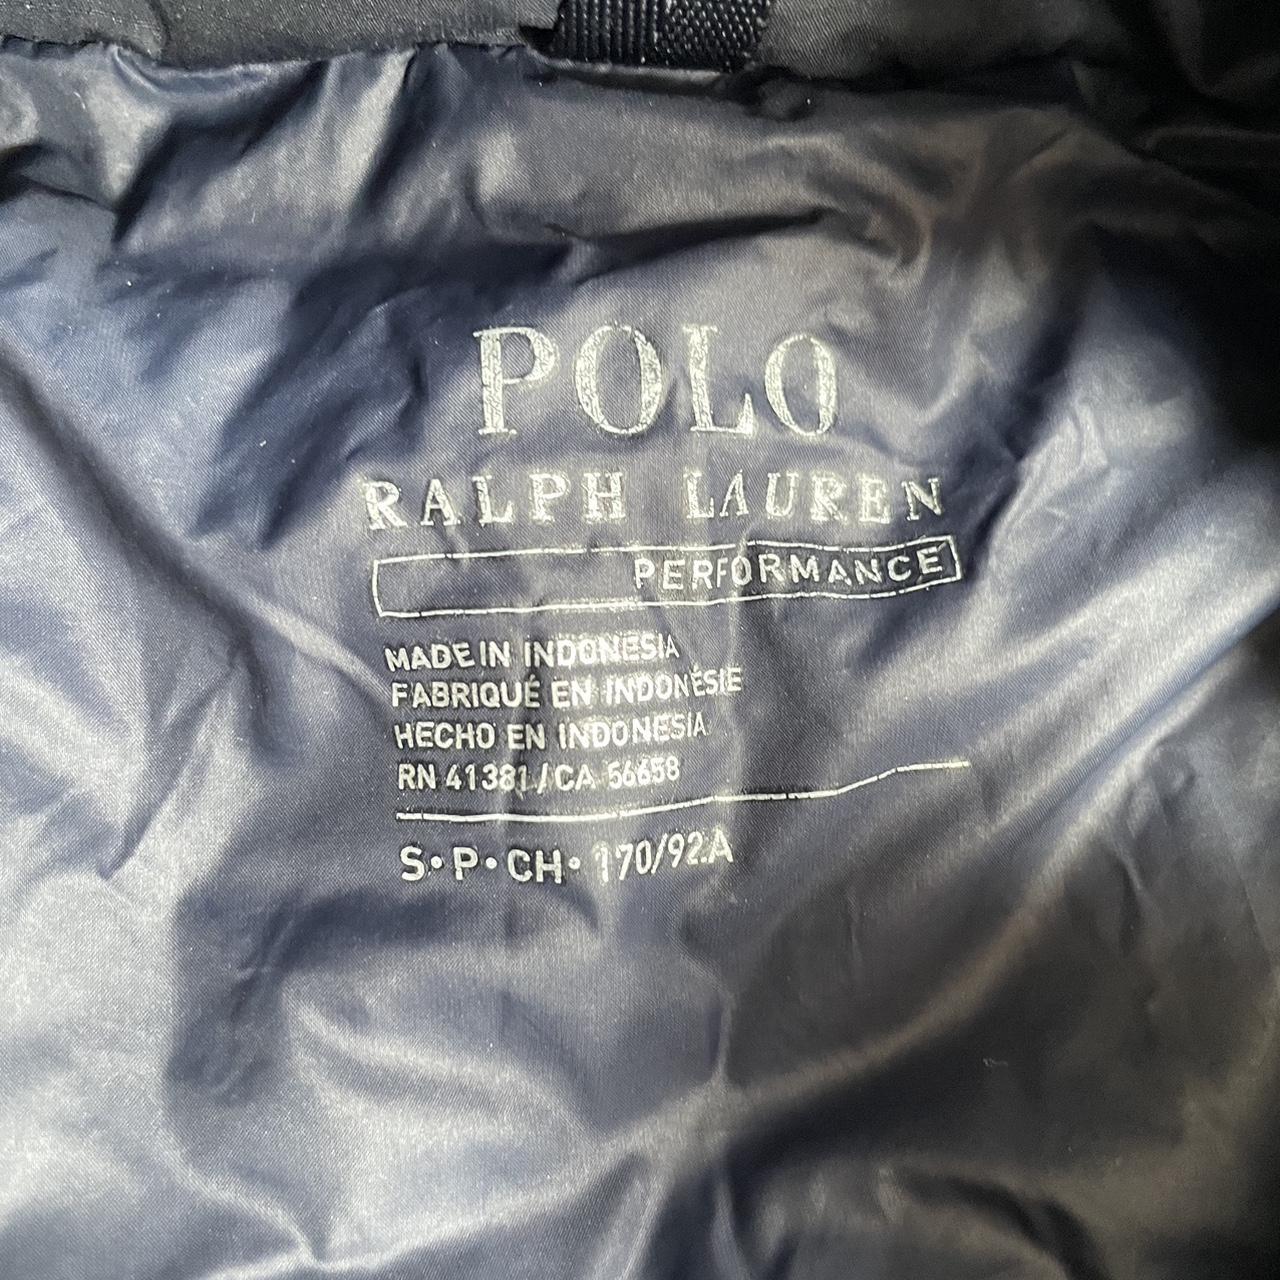 POLO
RALPH LAUREN
PERFORMANCE
MADE IN INDONESIA
FABRIQUÉ EN INDONÉSIE
HECHO EN INDONESIA
RN 41381/CA 56658
S•P•CH• 170/92A